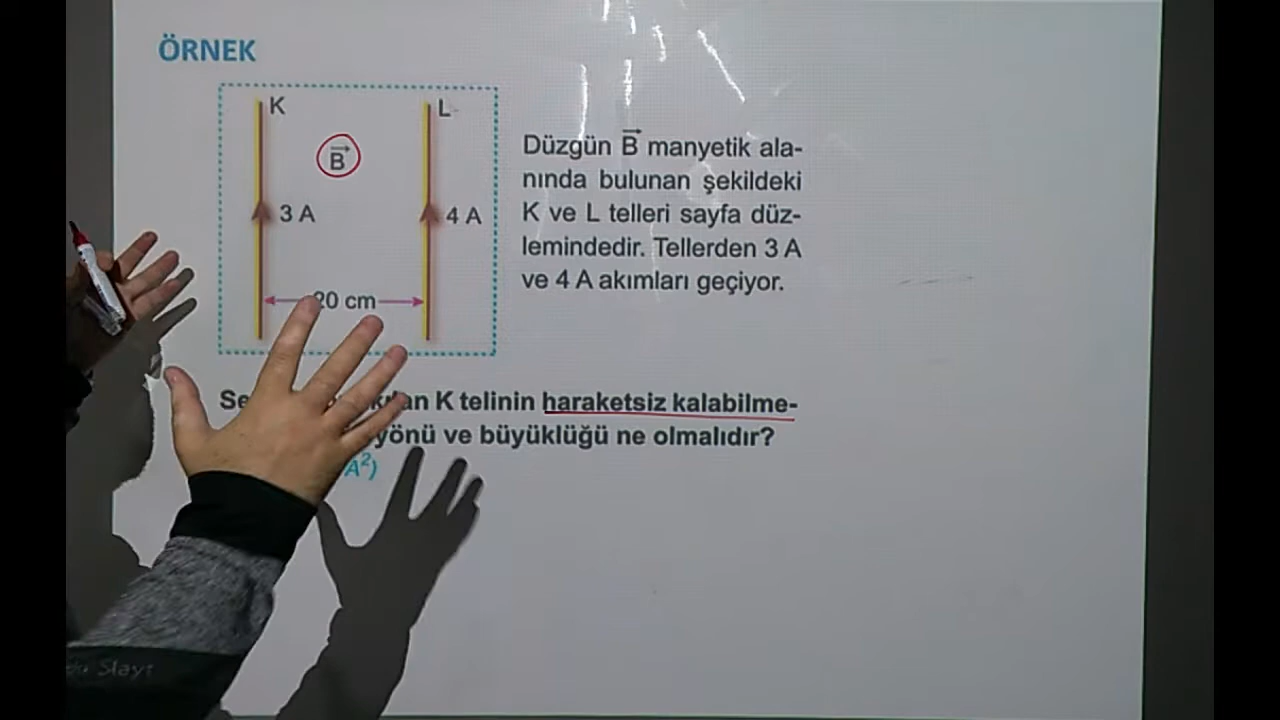 ÖRNEK
K
L
B
3 A
4 A
20 cm
Düzgün B manyetik ala-
nında bulunan şekildeki
K ve L telleri sayfa düz-
lemindedir. Tellerden 3 A
ve 4 A akımları geçiyor.
K telinin haraketsiz kalabilme-
yönü ve büyüklüğü ne olmalıdır?
A²)